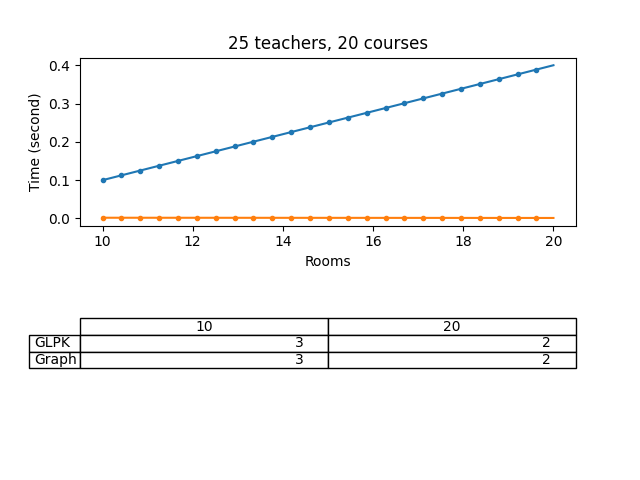 25 teachers, 20 courses
0.4
0.3
0.2
0.1
0.0
Time (second)
10 12 14 16 18 20
Rooms
10 20
GLPK 3 2
Graph 3 2